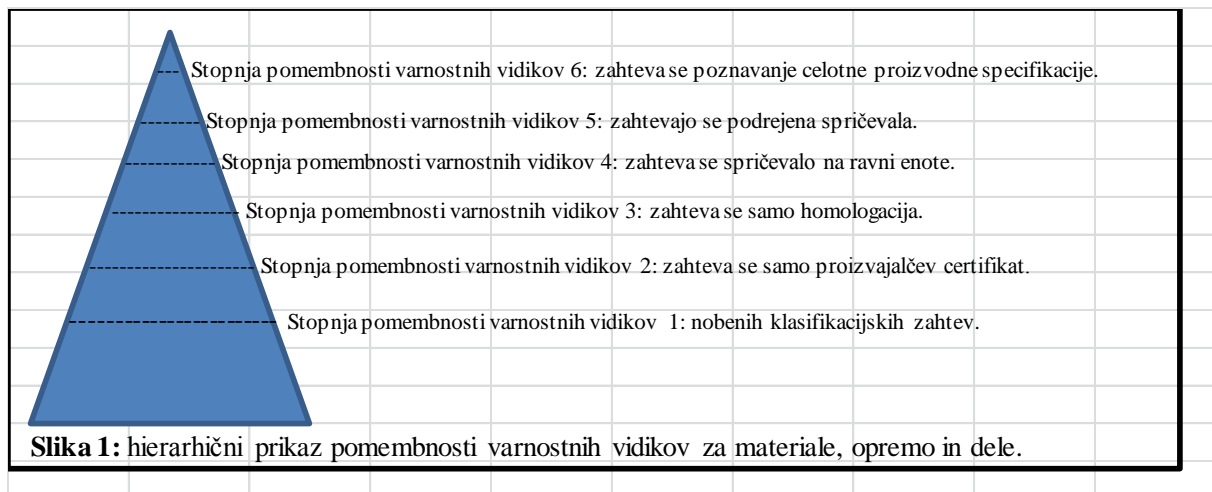 Stopnja pomembnosti varnostnih vidikov 6: zahteva se poznavanje celotne proizvodne specifikacije.
Stopnja pomembnosti varnostnih vidikov 5: zahtevajo se podrejena spričevala.
Stopnja pomembnosti varnostnih vidikov 4: zahteva se spričevalo na ravni enote.
Stopnja pomembnosti varnostnih vidikov 3: zahteva se samo homologacija.
Stopnja pomembnosti varnostnih vidikov 2: zahteva se samo proizvajalčev certifikat.
Stopnja pomembnosti varnostnih vidikov 1: nobenih klasifikacijskih zahtev.
Slika 1: hierarhični prikaz pomembnosti varnostnih vidikov za materiale, opremo in dele.